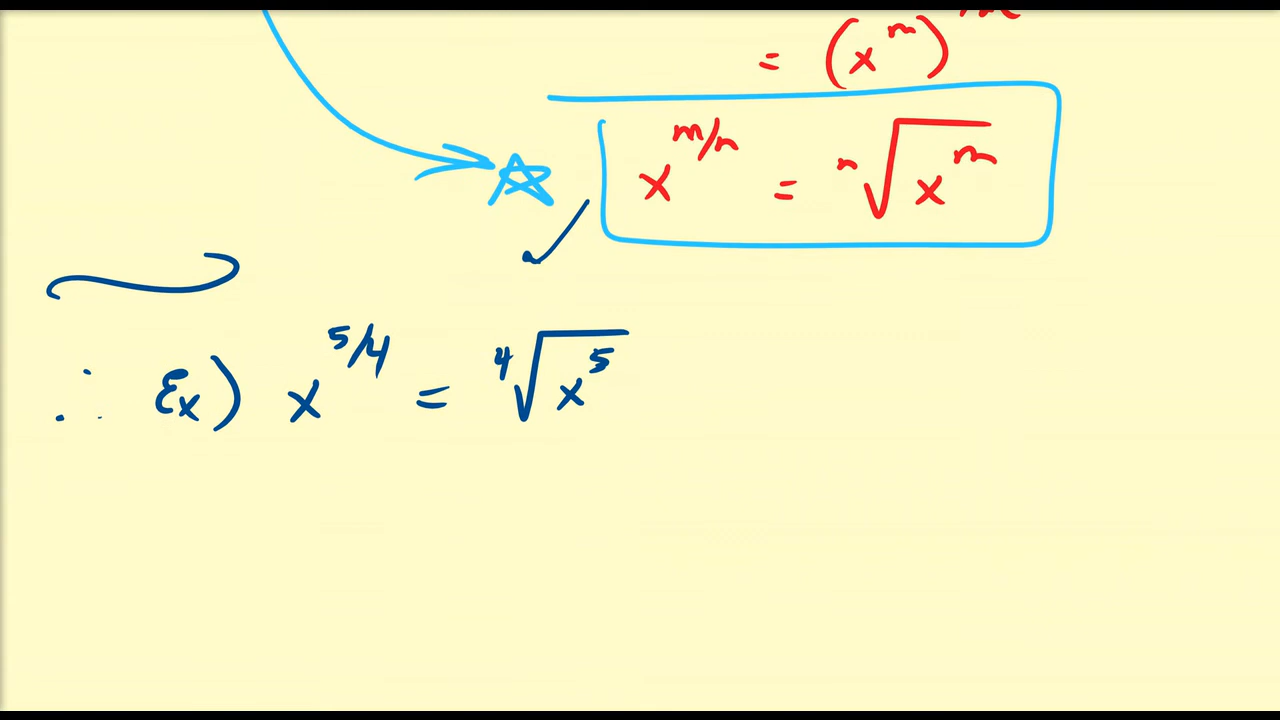 = (x^m)
x^{m/n} = ⁿ√(x^m)
∴ Ex) x^{5/4} = ⁴√(x^5)